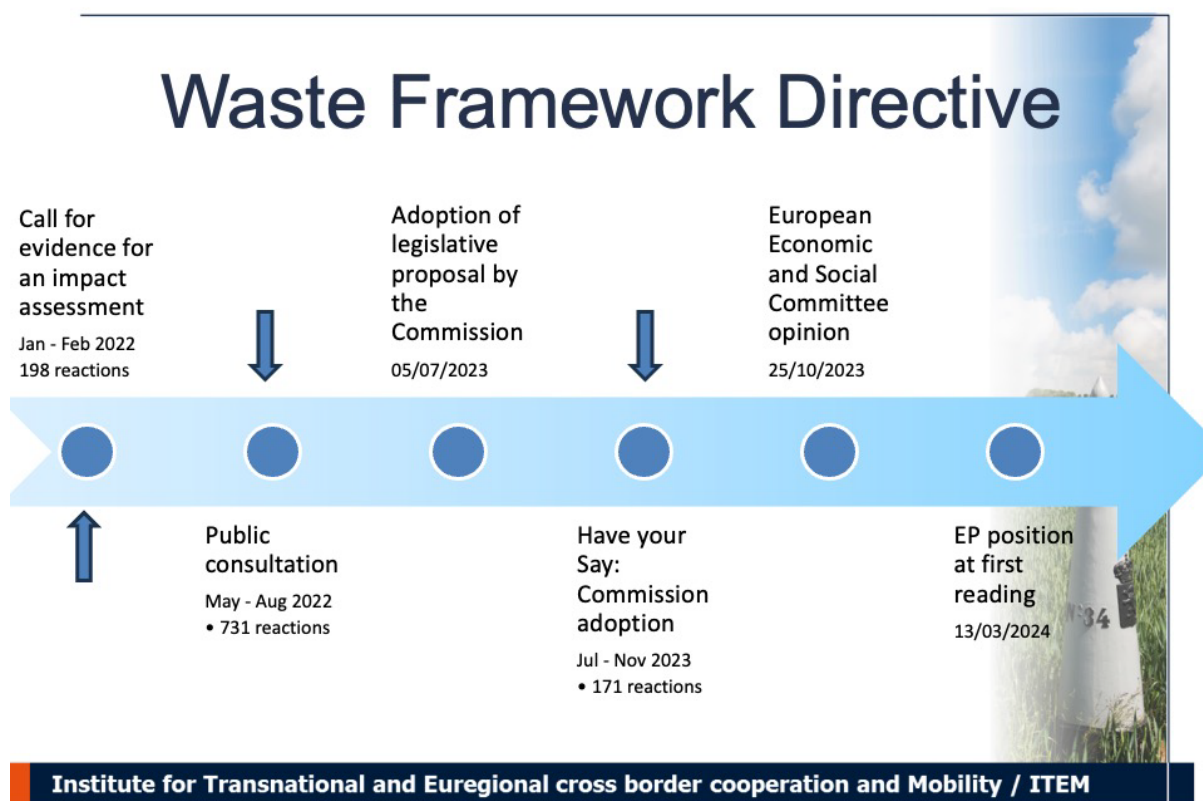 Waste Framework Directive
Call for
evidence for
an impact
assessment
Jan - Feb 2022
198 reactions
Public
consultation
May - Aug 2022
• 731 reactions
Adoption of
legislative
proposal by
the
Commission
05/07/2023
Have your
Say:
Commission
adoption
Jul - Nov 2023
• 171 reactions
European
Economic
and Social
Committee
opinion
25/10/2023
EP position
at first
reading
13/03/2024
Nº34
Institute for Transnational and Euregional cross border cooperation and Mobility / ITEM